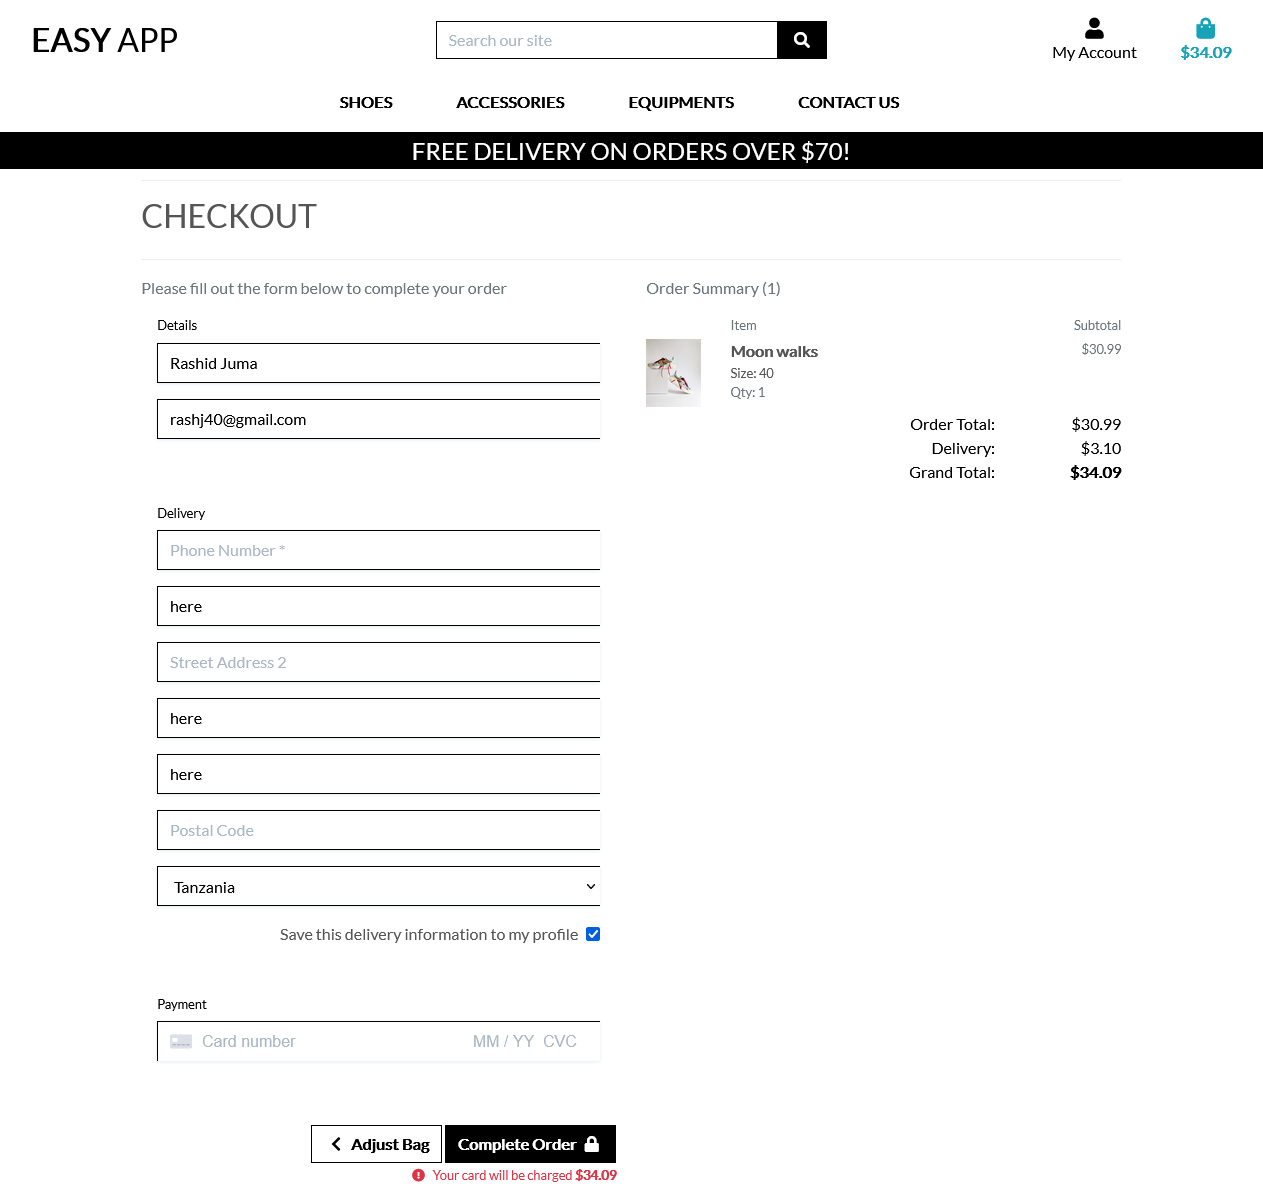 EASY APP
Search our site
My Account
$34.09
SHOES
ACCESSORIES
EQUIPMENTS
CONTACT US
FREE DELIVERY ON ORDERS OVER $70!
CHECKOUT
Please fill out the form below to complete your order
Details
Rashid Juma
rashj40@gmail.com
Delivery
Phone Number *
here
Street Address 2
here
here
Postal Code
Tanzania
Save this delivery information to my profile
Payment
Card number MM / YY CVC
Adjust Bag
Complete Order
Your card will be charged $34.09
Order Summary (1)
Item Subtotal
Moon walks $30.99
Size: 40
Qty: 1
Order Total: $30.99
Delivery: $3.10
Grand Total: $34.09